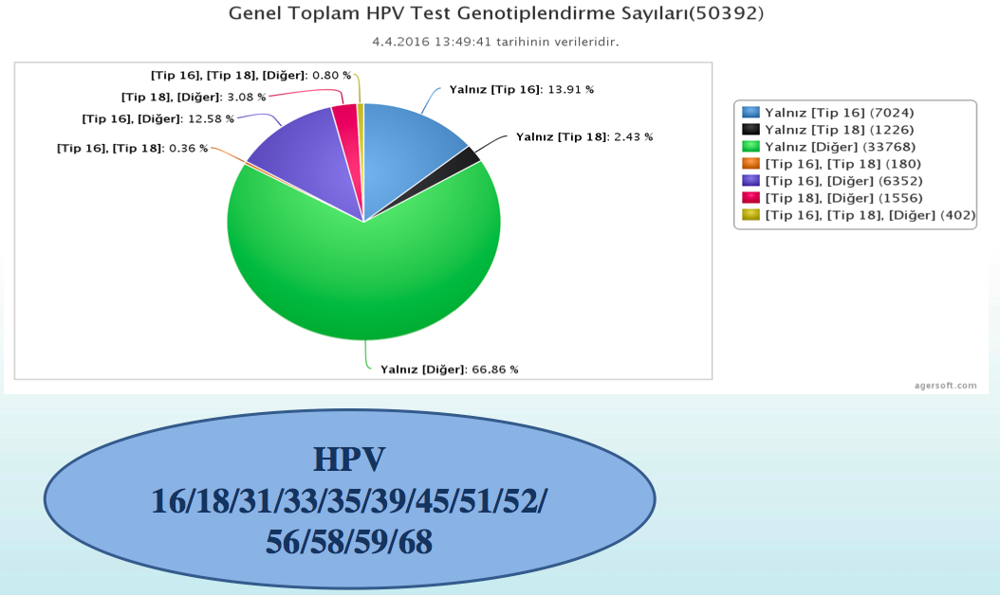 Genel Toplam HPV Test Genotiplendirme Sayıları(50392)
4.4.2016 13:49:41 tarihinin verileridir.
[Tip 16], [Tip 18], [Diğer]: 0.80 %
Yalnız [Tip 16]: 13.91 %
[Tip 18], [Diğer]: 3.08 %
[Tip 16], [Diğer]: 12.58 %
Yalnız [Tip 18]: 2.43 %
[Tip 16], [Tip 18]: 0.36 %
Yalnız [Diğer]: 66.86 %
Yalnız [Tip 16] (7024)
Yalnız [Tip 18] (1226)
Yalnız [Diğer] (33768)
[Tip 16], [Tip 18] (180)
[Tip 16], [Diğer] (6352)
[Tip 18], [Diğer] (1556)
[Tip 16], [Tip 18], [Diğer] (402)
agersoft.com
HPV
16/18/31/33/35/39/45/51/52/
56/58/59/68